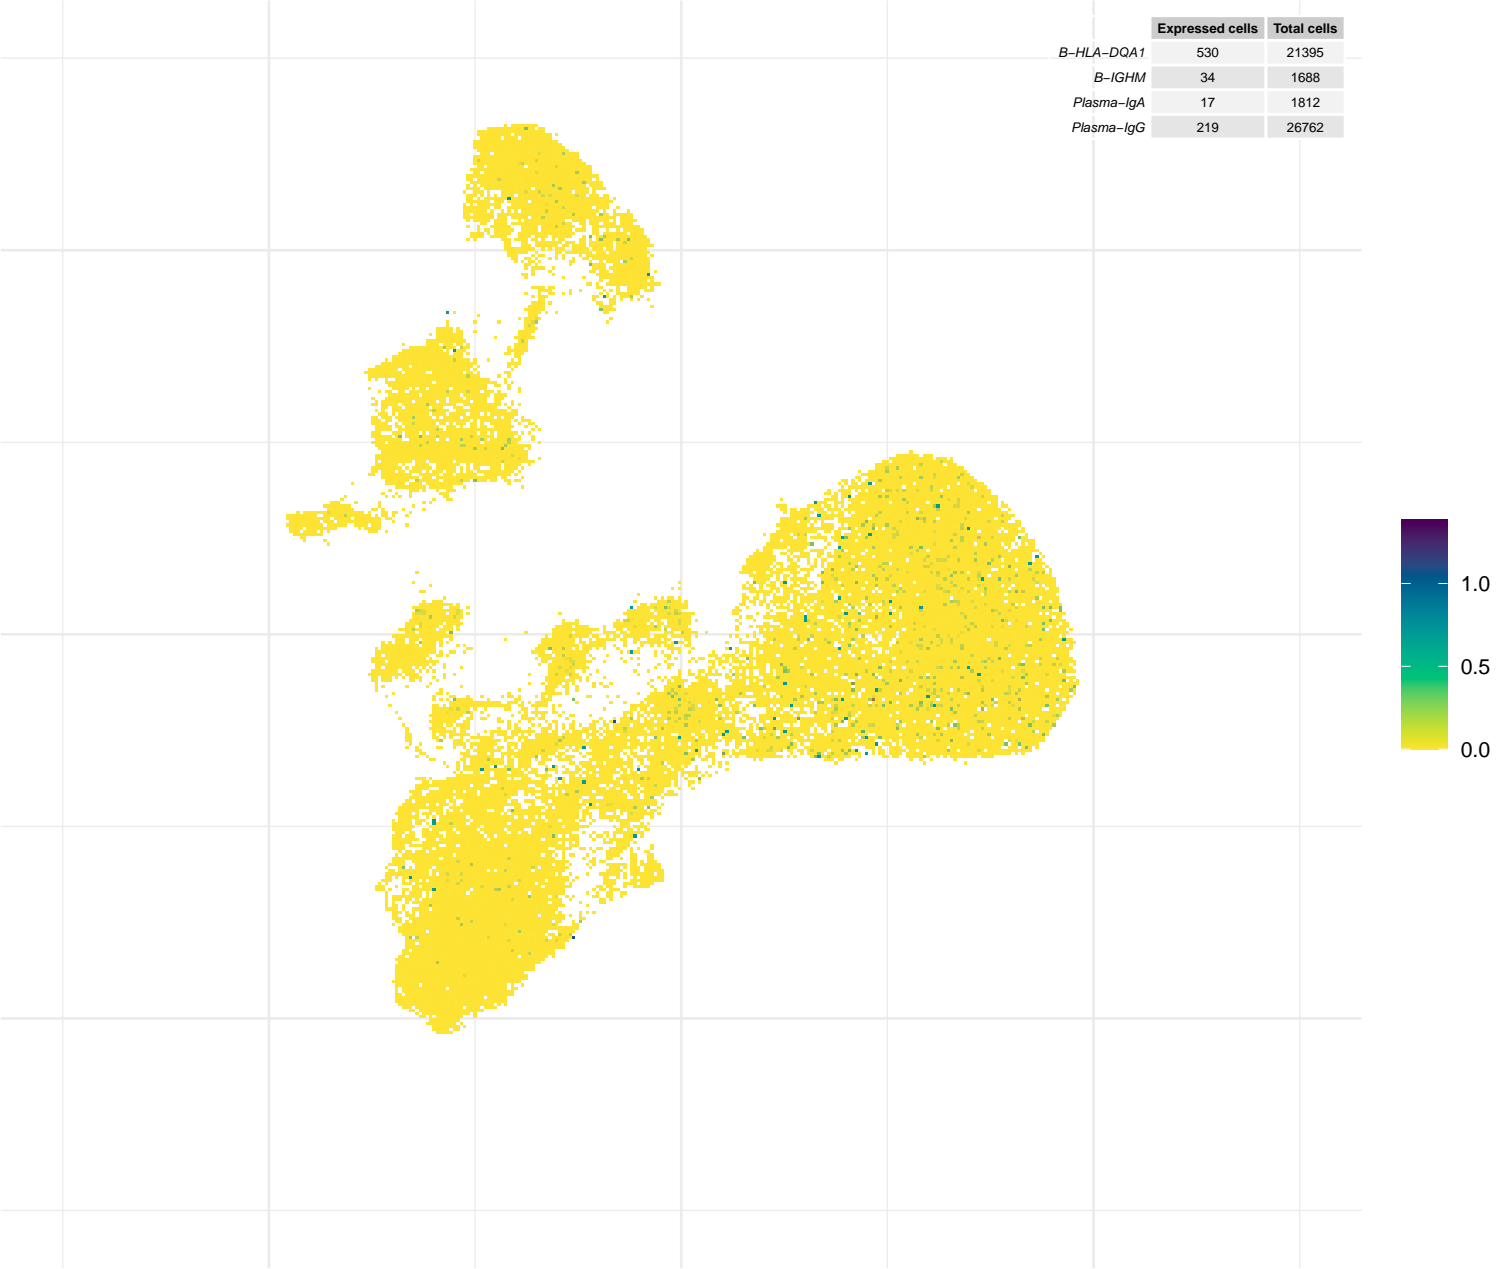 Expressed cells Total cells
B−HLA−DQA1 530 21395
B−IGHM 34 1688
Plasma−IgA 17 1812
Plasma−IgG 219 26762
1.0
0.5
0.0